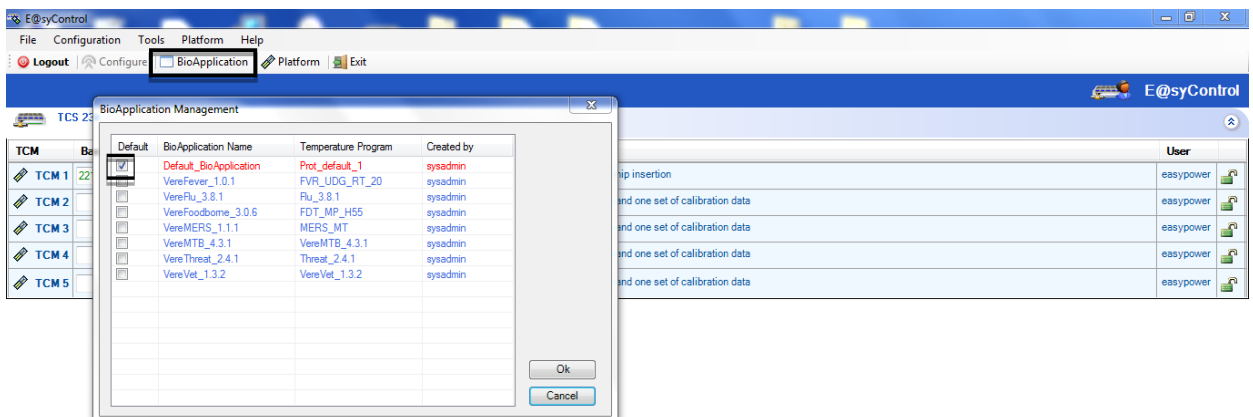 E@syControl
File Configuration Tools Platform Help
Logout Configure BioApplication Platform Exit
E@syControl
TCS
BioApplication Management
TCM User
Default BioApplication Name Temperature Program Created by
Default_BioApplication Prot_default_1 sysadmin
VereFever_1.0.1 FVR_UDG_RT_20 sysadmin
VereFlu_3.8.1 Flu_3.8.1 sysadmin
VereFoodborne_3.0.6 FDT_MP_H55 sysadmin
VereMERS_1.1.1 MERS_MT sysadmin
VereMTB_4.3.1 VereMTB_4.3.1 sysadmin
VereThreat_2.4.1 Threat_2.4.1 sysadmin
VereVet_1.3.2 VereVet_1.3.2 sysadmin
TCM 1 insertion easypower
TCM 2 and one set of calibration data easypower
TCM 3 and one set of calibration data easypower
TCM 4 and one set of calibration data easypower
TCM 5 and one set of calibration data easypower
Ok
Cancel